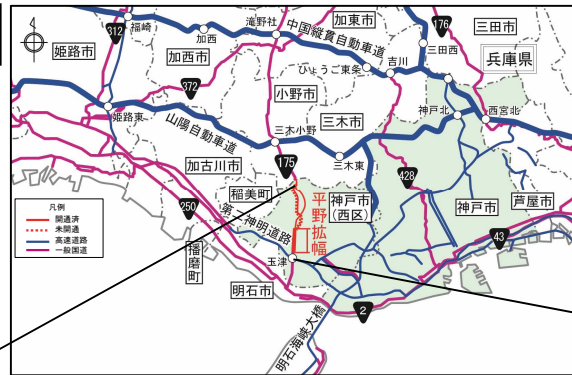 312
福崎
滝野社
加東市
176
三田市
姫路市
加西
中国縦貫自動車道
三田西
兵庫県
加西市
吉川
ひょうご東条
372
小野市
神戸北
西宮北
姫路東
山陽自動車道
三木市
三木小野
加古川市
175
三木東
428
稲美町
平野拡幅
神戸市
(西区)
神戸市
芦屋市
凡例
開通済
未開通
高速道路
一般国道
250
第二神明道路
43
播磨町
玉津
明石市
2
明石海峡大橋